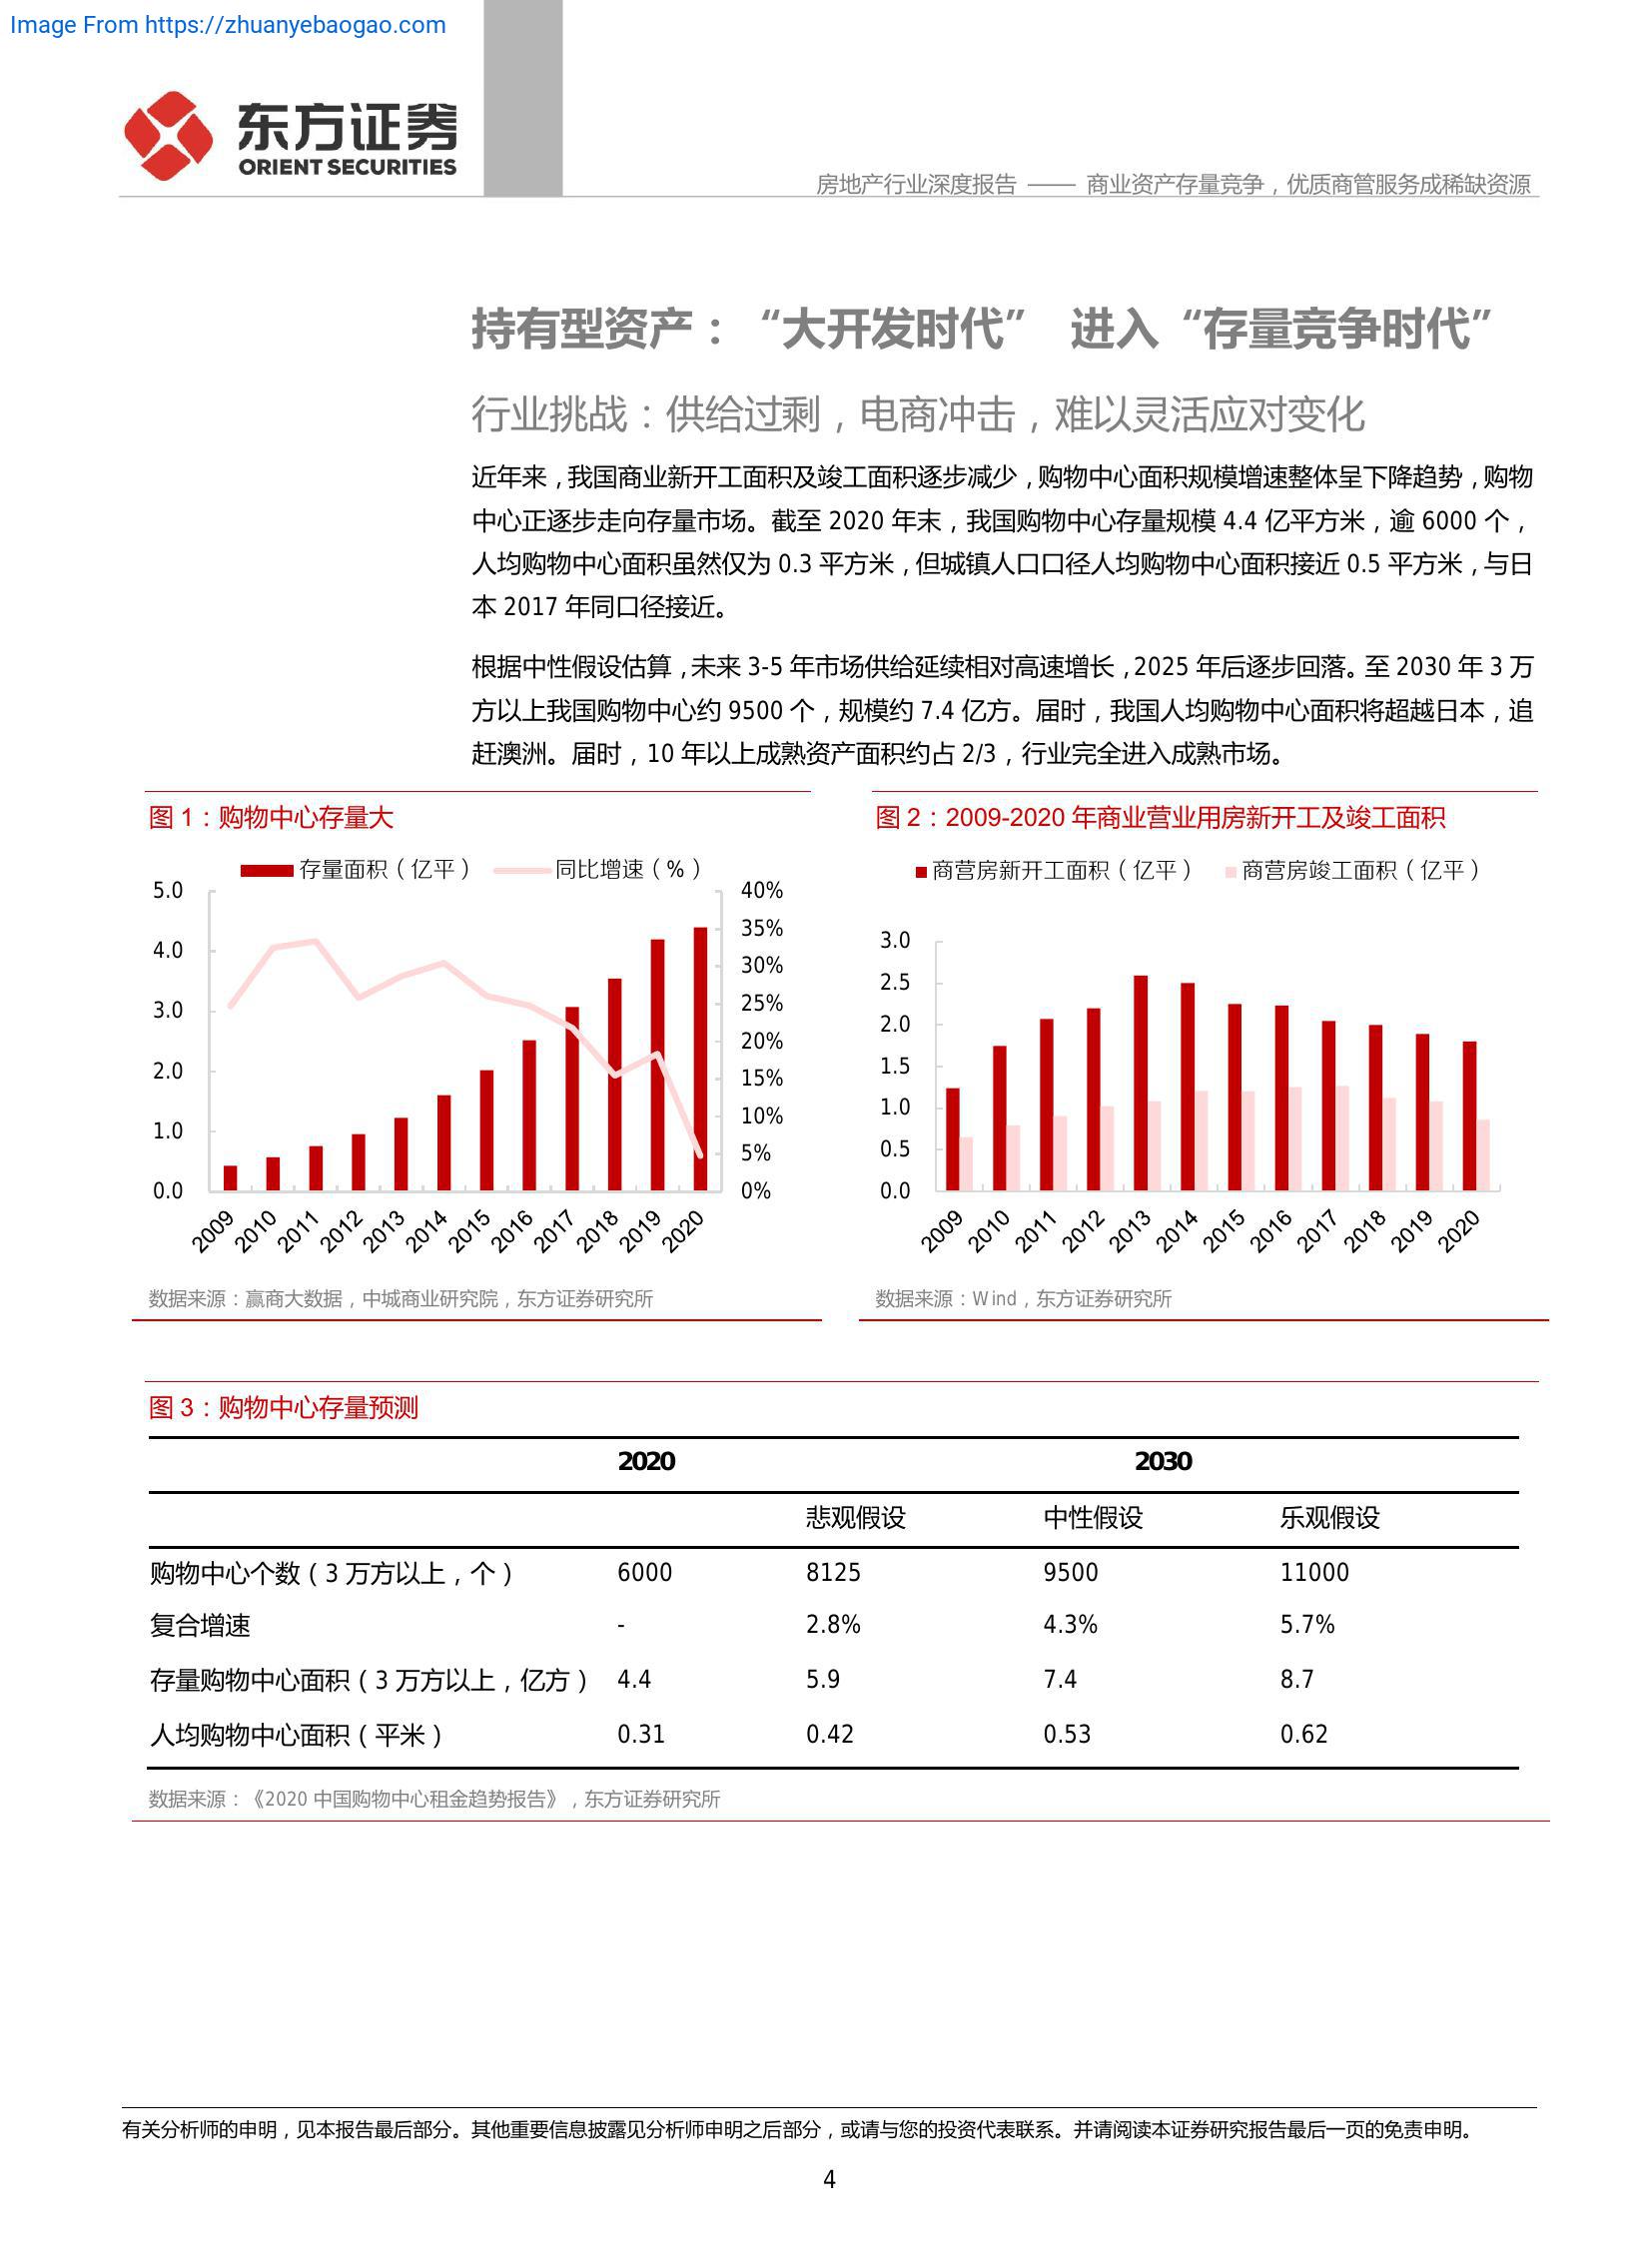 Image From https://zhuanyebaogao.com
东方证券
ORIENT SECURITIES
房地产行业深度报告 —— 商业资产存量竞争，优质商管服务成稀缺资源
持有型资产：“大开发时代” 进入“存量竞争时代”
行业挑战：供给过剩，电商冲击，难以灵活应对变化
近年来，我国商业新开工面积及竣工面积逐步减少，购物中心面积规模增速整体呈下降趋势，购物
中心正逐步走向存量市场。截至 2020 年末，我国购物中心存量规模 4.4 亿平方米，逾 6000 个，
人均购物中心面积虽然仅为 0.3 平方米，但城镇人口口径人均购物中心面积接近 0.5 平方米，与日
本 2017 年同口径接近。
根据中性假设估算，未来 3-5 年市场供给延续相对高速增长，2025 年后逐步回落。至 2030 年 3 万
方以上我国购物中心约 9500 个，规模约 7.4 亿方。届时，我国人均购物中心面积将超越日本，追
赶澳洲。届时，10 年以上成熟资产面积约占 2/3，行业完全进入成熟市场。
图 1：购物中心存量大
存量面积（亿平） 同比增速（%）
5.0
4.0
3.0
2.0
1.0
0.0
40%
35%
30%
25%
20%
15%
10%
5%
0%
2009 2010 2011 2012 2013 2014 2015 2016 2017 2018 2019 2020
数据来源：赢商大数据，中城商业研究院，东方证券研究所
图 2：2009-2020 年商业营业用房新开工及竣工面积
商营房新开工面积（亿平） 商营房竣工面积（亿平）
3.0
2.5
2.0
1.5
1.0
0.5
0.0
2009 2010 2011 2012 2013 2014 2015 2016 2017 2018 2019 2020
数据来源：Wind，东方证券研究所
图 3：购物中心存量预测
2020 2030
悲观假设 中性假设 乐观假设
购物中心个数（3 万方以上，个） 6000 8125 9500 11000
复合增速 - 2.8% 4.3% 5.7%
存量购物中心面积（3 万方以上，亿方） 4.4 5.9 7.4 8.7
人均购物中心面积（平米） 0.31 0.42 0.53 0.62
数据来源：《2020 中国购物中心租金趋势报告》，东方证券研究所
有关分析师的申明，见本报告最后部分。其他重要信息披露见分析师申明之后部分，或请与您的投资代表联系。并请阅读本证券研究报告最后一页的免责申明。
4